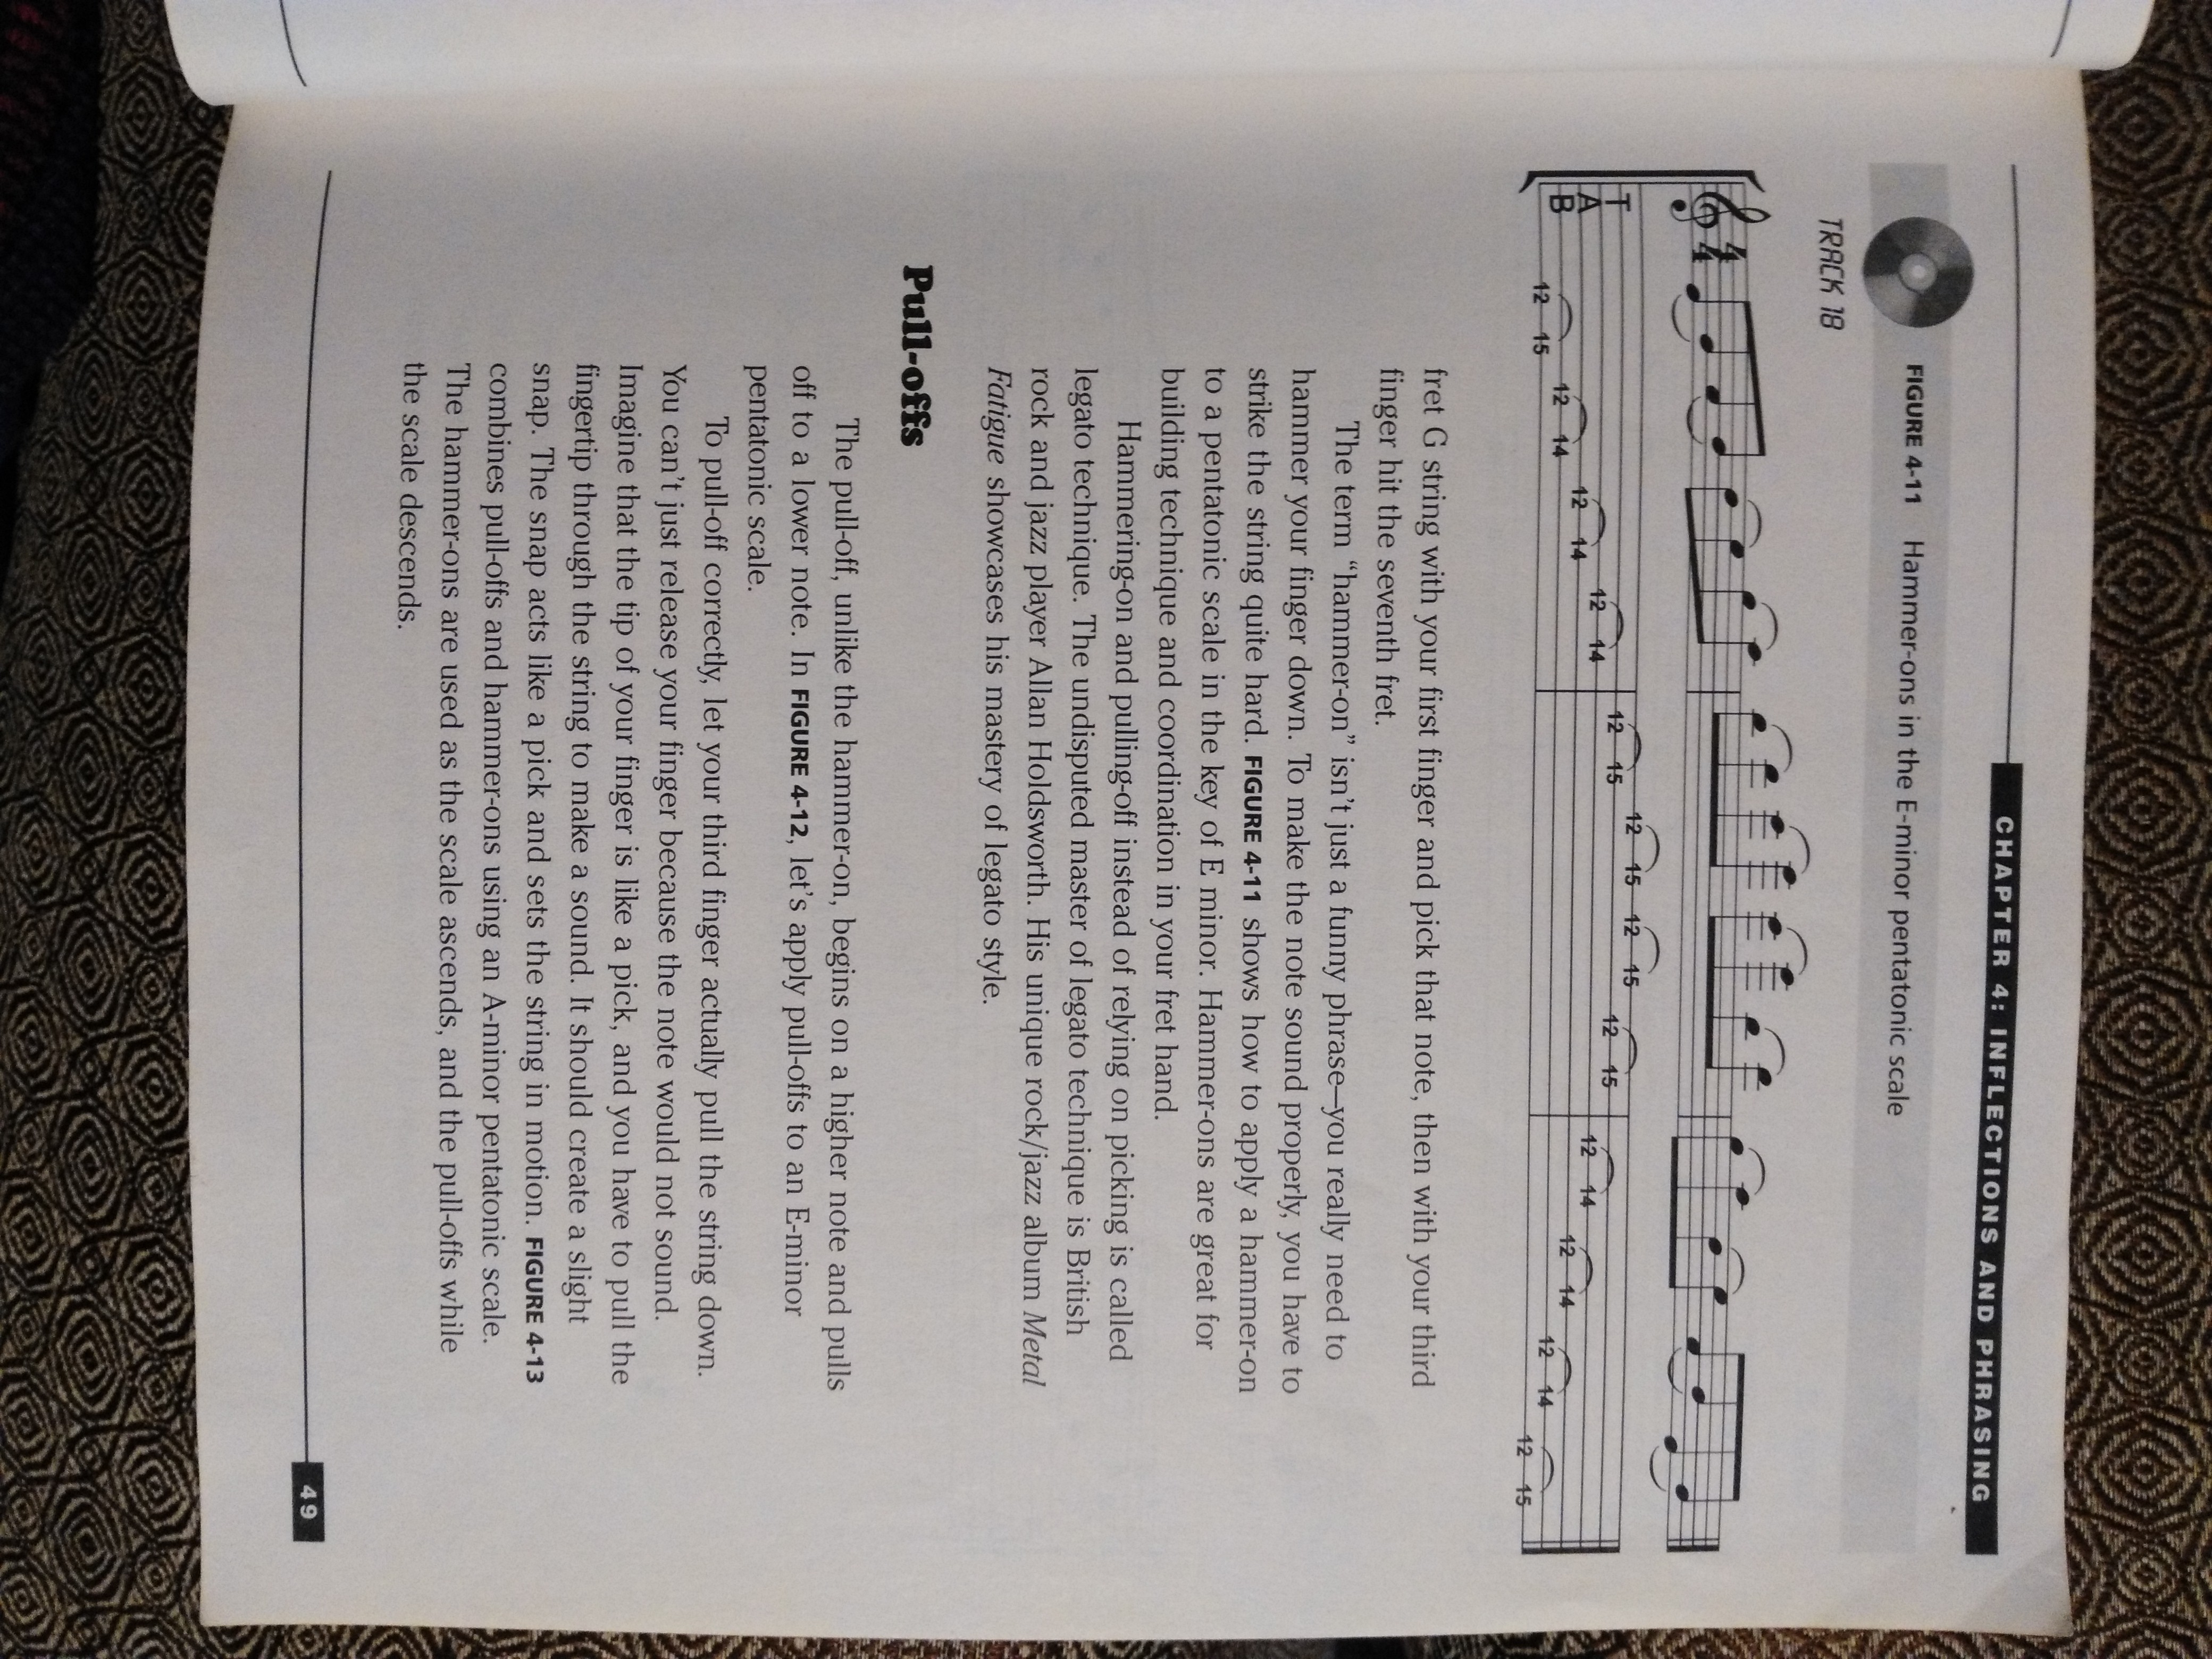 CHAPTER 4: INFLECTIONS AND PHRASING
FIGURE 4-11 Hammer-ons in the E-minor pentatonic scale
TRACK 18
4
4
T
A
B
12 15 12 14 12 14 12 14 12 15 12 15 12 15 12 15 12 14 12 14 12 14 12 15
fret G string with your first finger and pick that note, then with your third
finger hit the seventh fret.
The term “hammer-on” isn’t just a funny phrase—you really need to
hammer your finger down. To make the note sound properly, you have to
strike the string quite hard. FIGURE 4-11 shows how to apply a hammer-on
to a pentatonic scale in the key of E minor. Hammer-ons are great for
building technique and coordination in your fret hand.
Hammering-on and pulling-off instead of relying on picking is called
legato technique. The undisputed master of legato technique is British
rock and jazz player Allan Holdsworth. His unique rock/jazz album Metal
Fatigue showcases his mastery of legato style.
Pull-offs
The pull-off, unlike the hammer-on, begins on a higher note and pulls
off to a lower note. In FIGURE 4-12, let’s apply pull-offs to an E-minor
pentatonic scale.
To pull-off correctly, let your third finger actually pull the string down.
You can’t just release your finger because the note would not sound.
Imagine that the tip of your finger is like a pick, and you have to pull the
fingertip through the string to make a sound. It should create a slight
snap. The snap acts like a pick and sets the string in motion. FIGURE 4-13
combines pull-offs and hammer-ons using an A-minor pentatonic scale.
The hammer-ons are used as the scale ascends, and the pull-offs while
the scale descends.
49